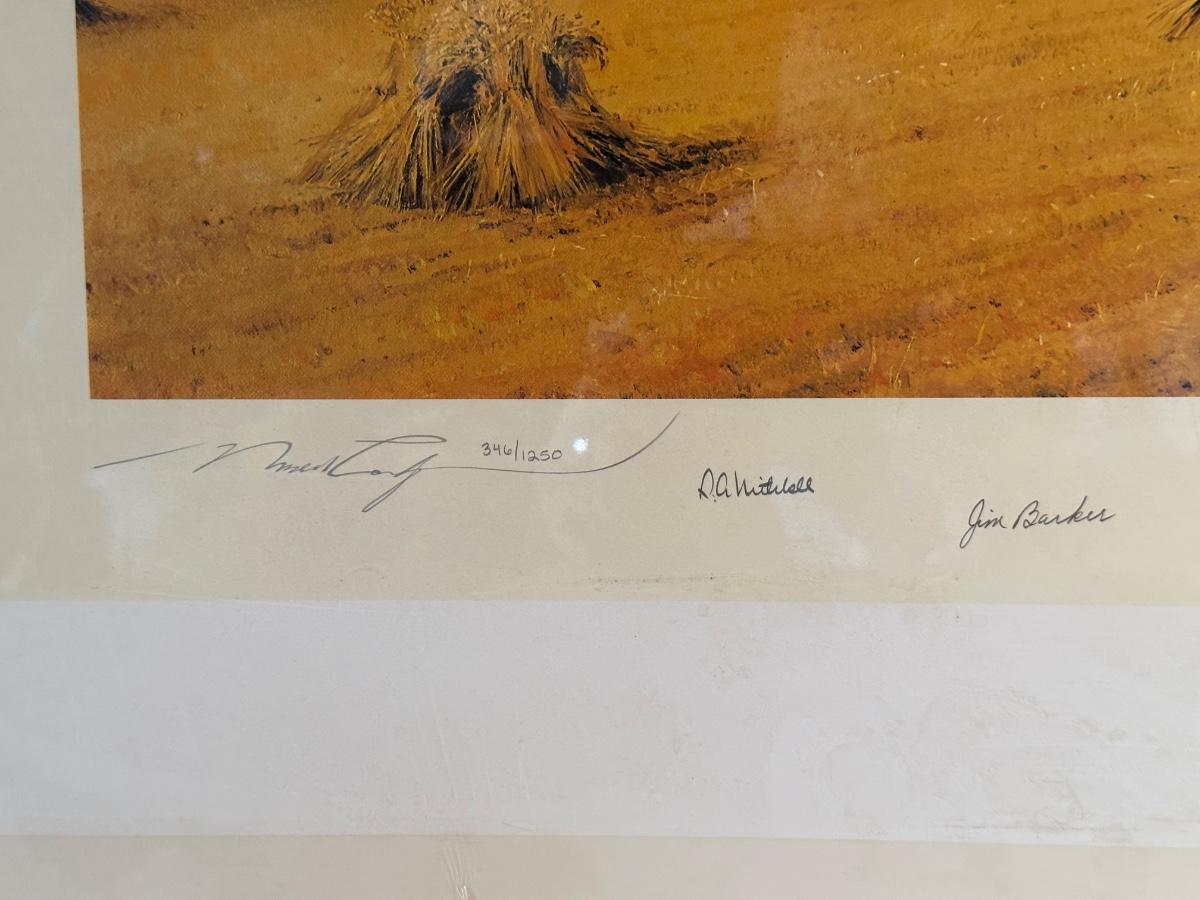 346/1250
R.A. Mitchell
Jim Barker